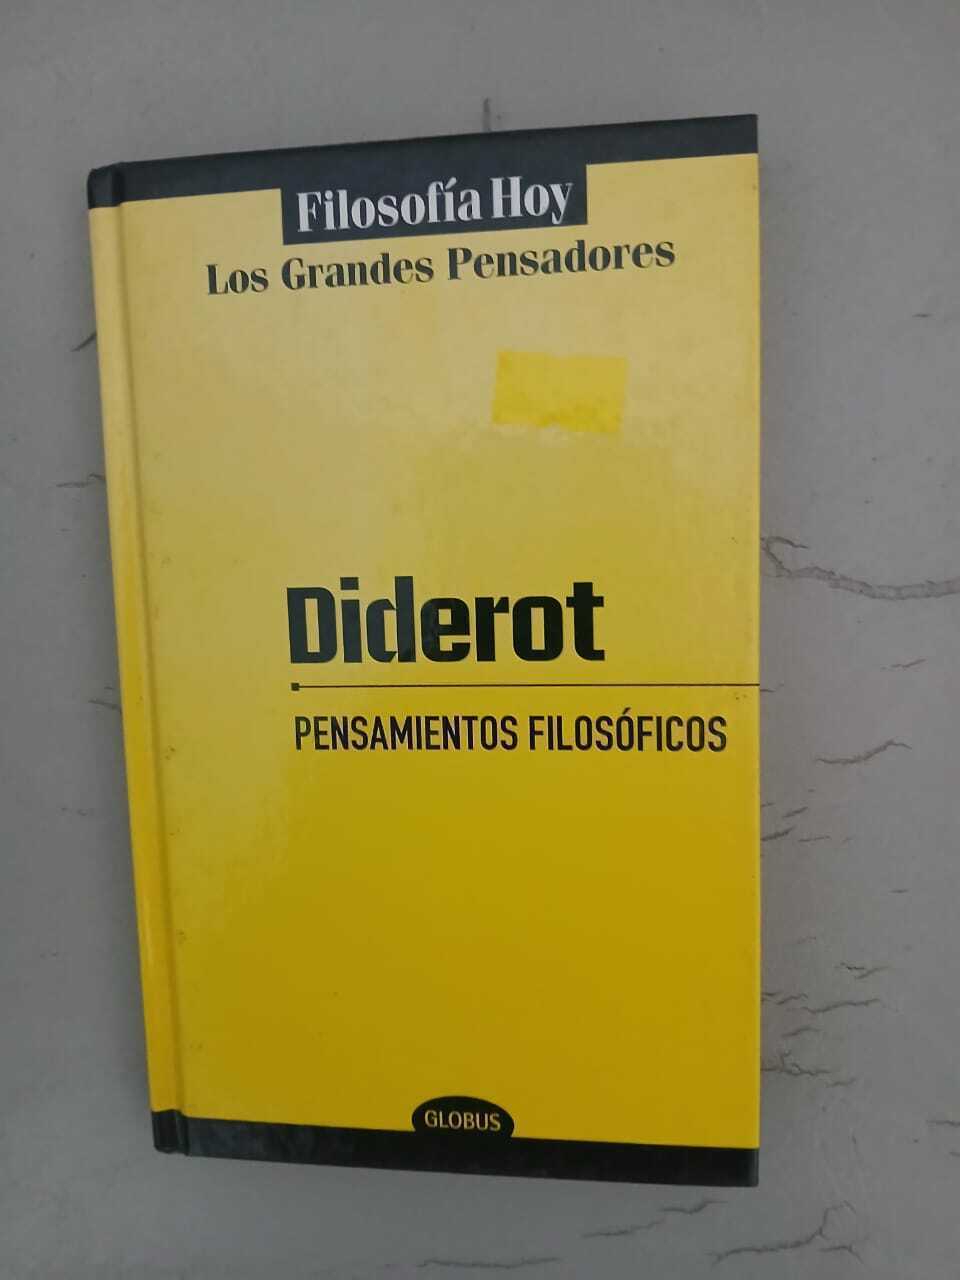 Filosofía Hoy
Los Grandes Pensadores
Diderot
PENSAMIENTOS FILOSÓFICOS
GLOBUS